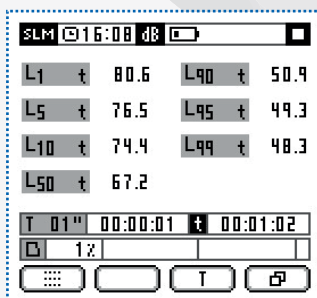 SLM 16:08 dB
L1 t 80.6 L90 t 50.9
L5 t 76.5 L95 t 49.3
L10 t 74.4 L99 t 48.3
L50 t 67.2
T 01" 00:00:01 t 00:01:02
1%
T